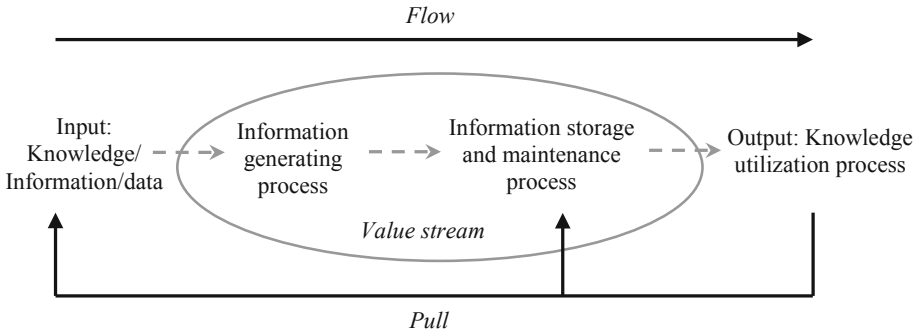 Flow
Input:
Knowledge/
Information/data
Information
generating
process
Information storage
and maintenance
process
Output: Knowledge
utilization process
Value stream
Pull